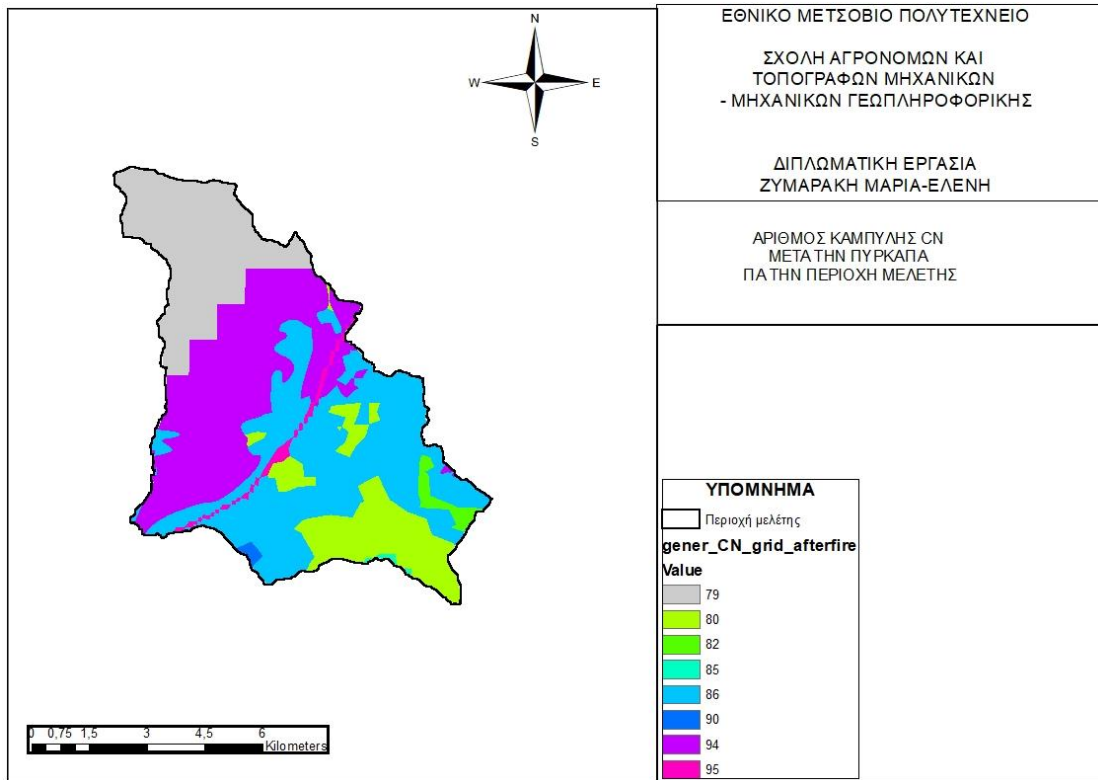 ΕΘΝΙΚΟ ΜΕΤΣΟΒΙΟ ΠΟΛΥΤΕΧΝΕΙΟ
ΣΧΟΛΗ ΑΓΡΟΝΟΜΩΝ ΚΑΙ
ΤΟΠΟΓΡΑΦΩΝ ΜΗΧΑΝΙΚΩΝ
- ΜΗΧΑΝΙΚΩΝ ΓΕΩΠΛΗΡΟΦΟΡΙΚΗΣ
ΔΙΠΛΩΜΑΤΙΚΗ ΕΡΓΑΣΙΑ
ΖΥΜΑΡΑΚΗ ΜΑΡΙΑ-ΕΛΕΝΗ
ΑΡΙΘΜΟΣ ΚΑΜΠΥΛΗΣ CN
ΜΕΤΑ ΤΗΝ ΠΥΡΚΑΓΙΑ
ΓΙΑ ΤΗΝ ΠΕΡΙΟΧΗ ΜΕΛΕΤΗΣ
N
W E
S
ΥΠΟΜΝΗΜΑ
Περιοχή μελέτης
gener_CN_grid_afterfire
Value
79
80
82
85
86
90
94
95
0 0,75 1,5 3 4,5 6
Kilometers